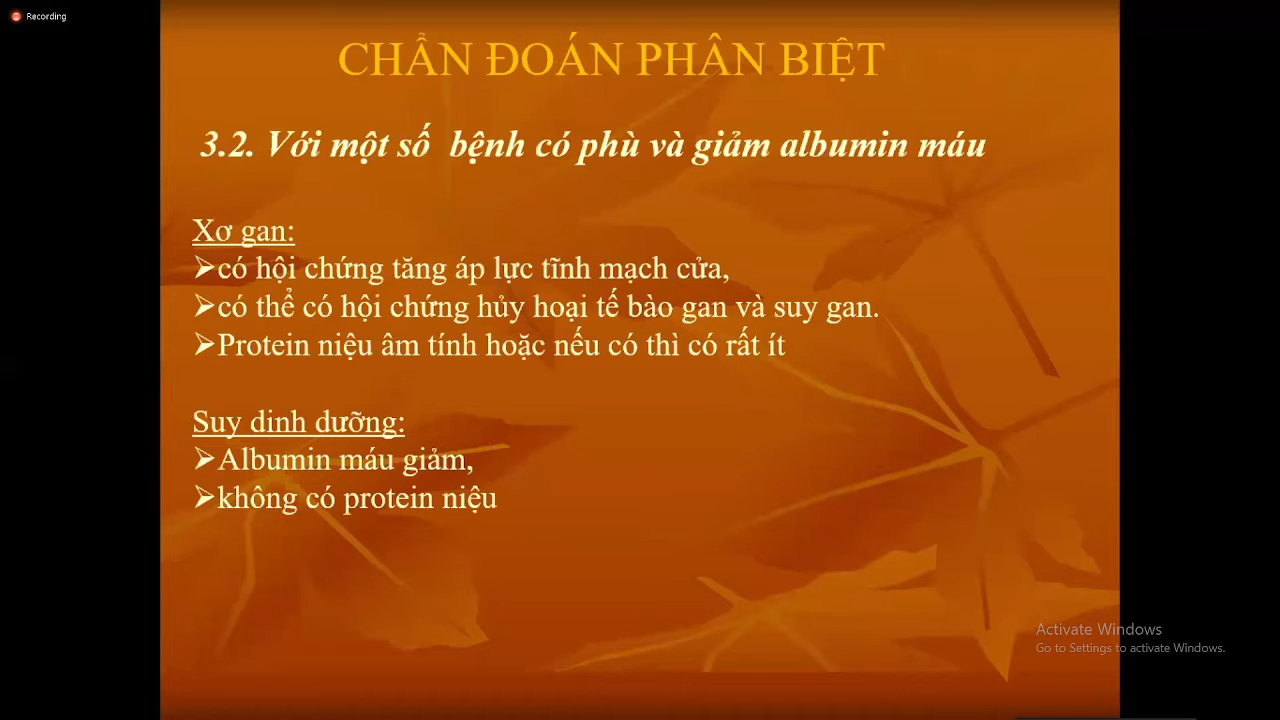 Recording
CHẨN ĐOÁN PHÂN BIỆT
3.2. Với một số bệnh có phù và giảm albumin máu
Xơ gan:
➢có hội chứng tăng áp lực tĩnh mạch cửa,
➢có thể có hội chứng hủy hoại tế bào gan và suy gan.
➢Protein niệu âm tính hoặc nếu có thì có rất ít
Suy dinh dưỡng:
➢Albumin máu giảm,
➢không có protein niệu
Activate Windows
Go to Settings to activate Windows.